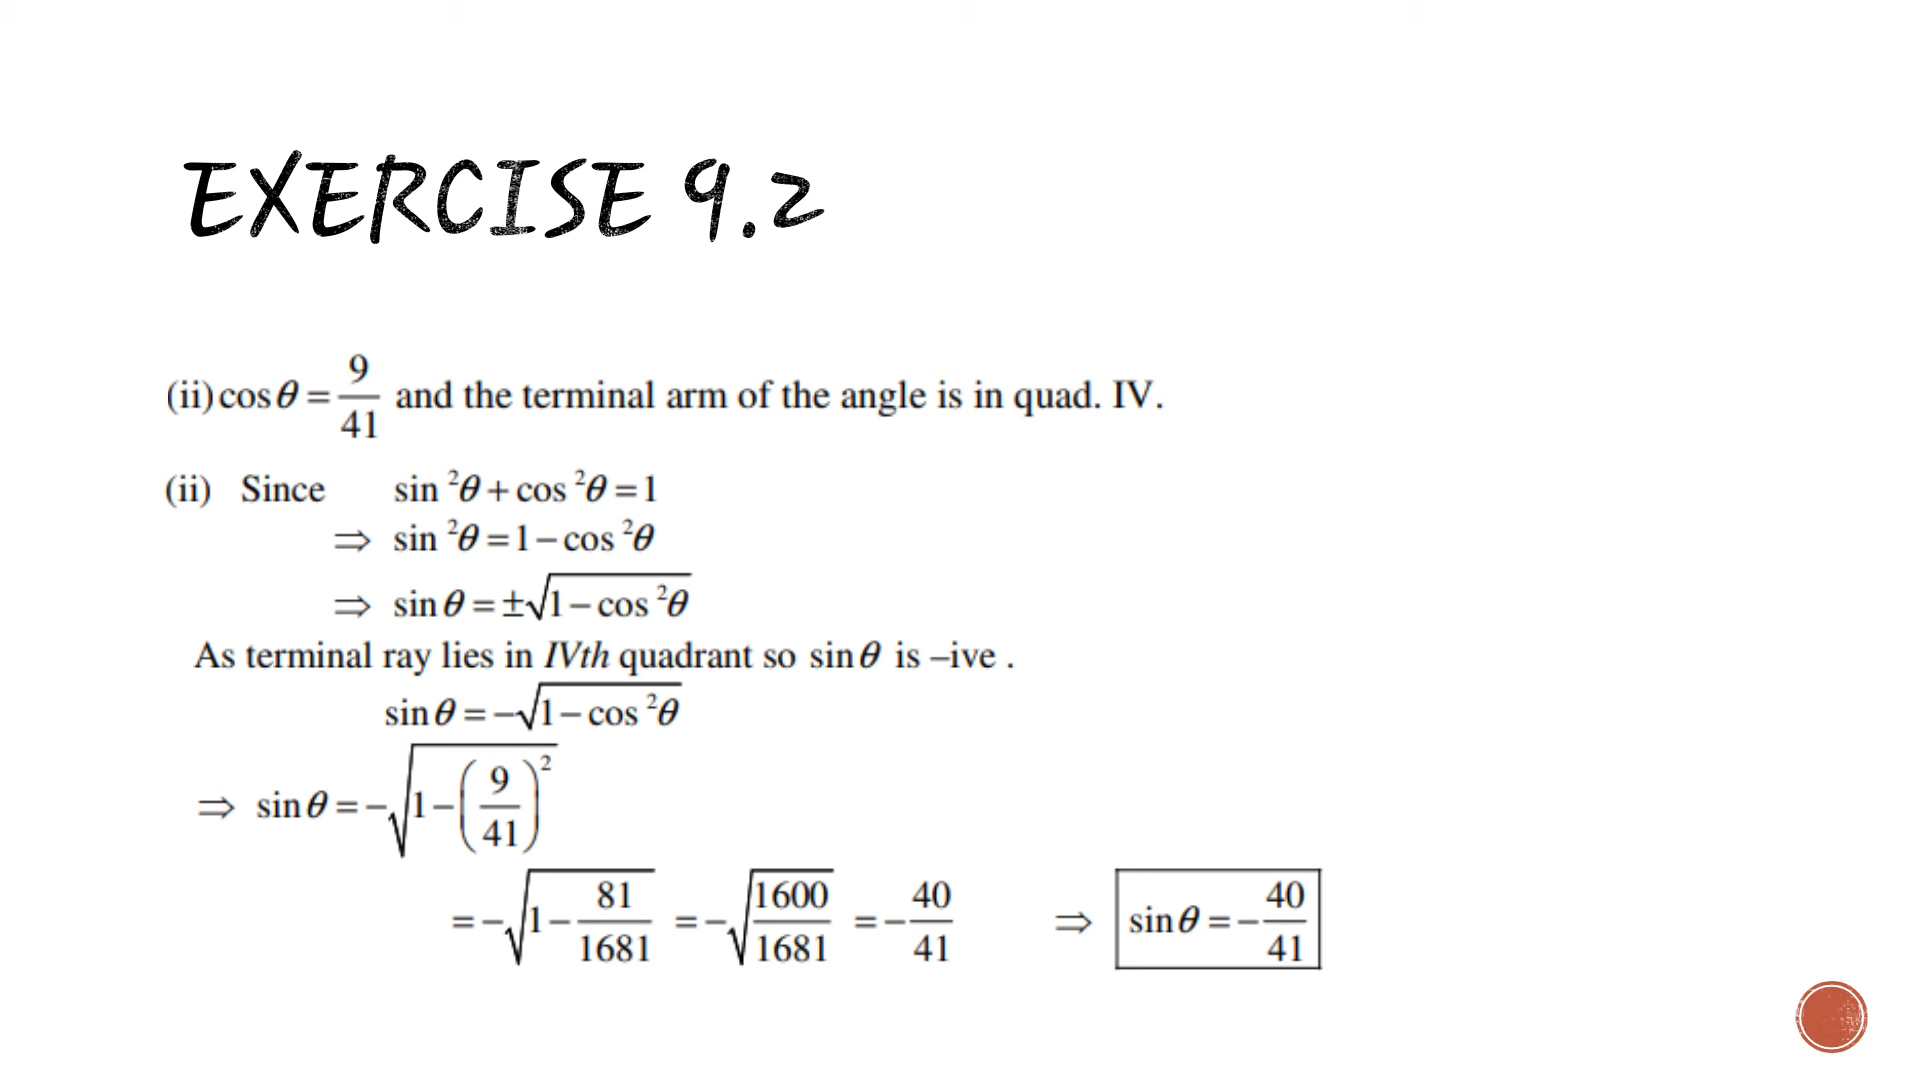 EXERCISE 9.2
(ii) cos θ = 9/41 and the terminal arm of the angle is in quad. IV.
(ii) Since sin ²θ + cos ²θ = 1
⇒ sin ²θ = 1 − cos ²θ
⇒ sin θ = ±√(1 − cos ²θ)
As terminal ray lies in IVth quadrant so sin θ is –ive .
sin θ = −√(1 − cos ²θ)
⇒ sin θ = −√(1 − (9/41)²)
= −√(1 − 81/1681) = −√(1600/1681) = −40/41 ⇒ sin θ = −40/41